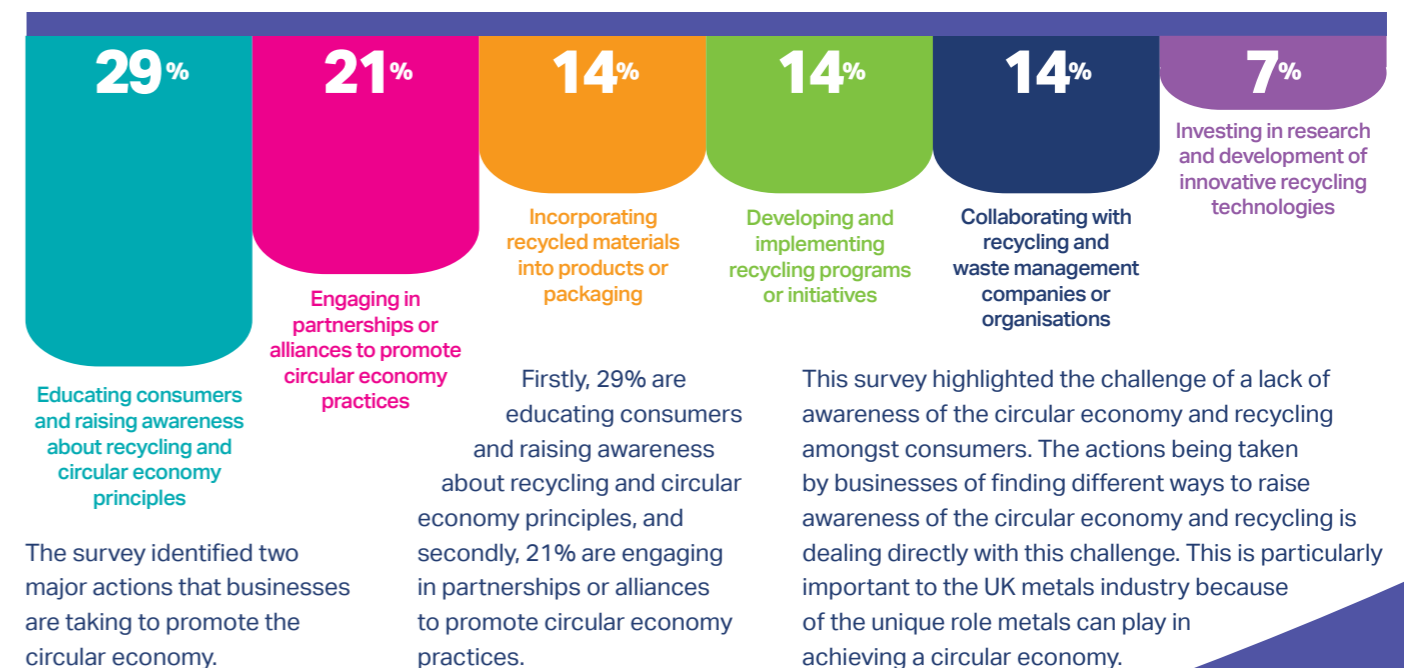 29%
Educating consumers
and raising awareness
about recycling and
circular economy
principles
21%
Engaging in
partnerships or
alliances to promote
circular economy
practices
14%
Incorporating
recycled materials
into products or
packaging
14%
Developing and
implementing
recycling programs
or initiatives
14%
Collaborating with
recycling and
waste management
companies or
organisations
7%
Investing in research
and development of
innovative recycling
technologies
The survey identified two
major actions that businesses
are taking to promote the
circular economy.
Firstly, 29% are
educating consumers
and raising awareness
about recycling and circular
economy principles, and
secondly, 21% are engaging
in partnerships or alliances
to promote circular economy
practices.
This survey highlighted the challenge of a lack of
awareness of the circular economy and recycling
amongst consumers. The actions being taken
by businesses of finding different ways to raise
awareness of the circular economy and recycling is
dealing directly with this challenge. This is particularly
important to the UK metals industry because
of the unique role metals can play in
achieving a circular economy.